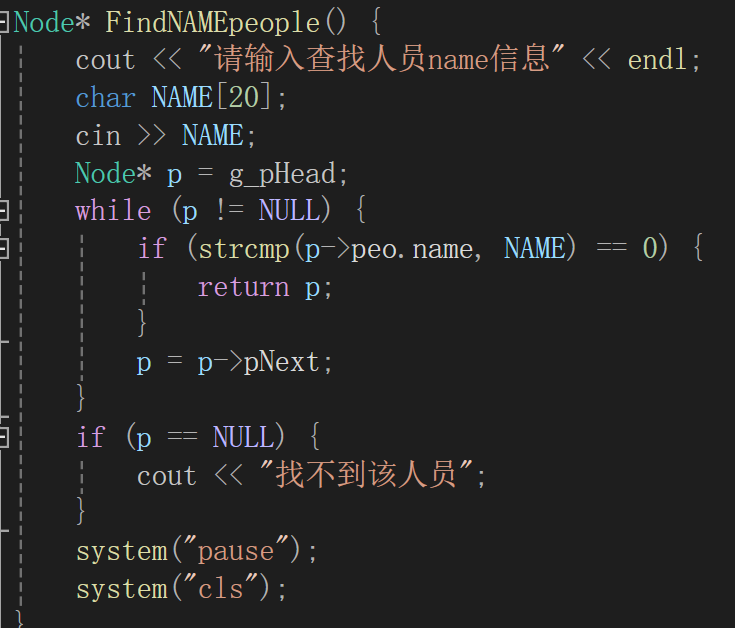 Node* FindNAMEpeople() {
cout << "请输入查找人员name信息" << endl;
char NAME[20];
cin >> NAME;
Node* p = g_pHead;
while (p != NULL) {
if (strcmp(p->peo.name, NAME) == 0) {
return p;
}
p = p->pNext;
}
if (p == NULL) {
cout << "找不到该人员";
}
system("pause");
system("cls");
}